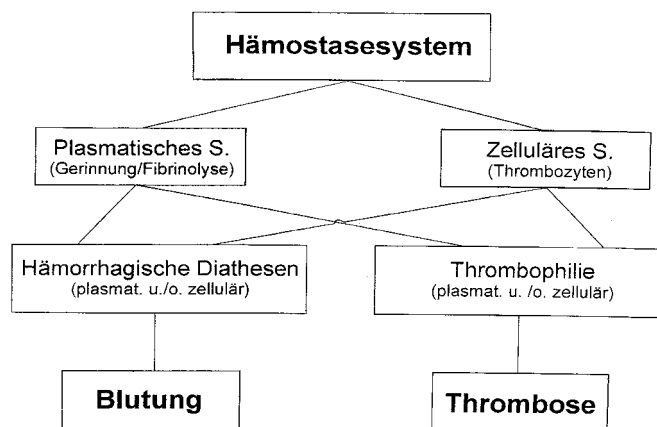 Hämostasesystem
Plasmatisches S.
(Gerinnung/Fibrinolyse)
Zelluläres S.
(Thrombozyten)
Hämorrhagische Diathesen
(plasmat. u./o. zellulär)
Thrombophilie
(plasmat. u. /o. zellulär)
Blutung
Thrombose